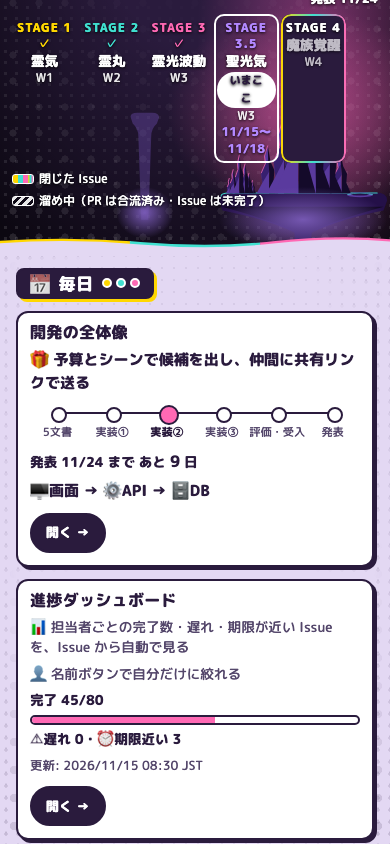 発表 11/24
STAGE 1
✓
霊気
W1
STAGE 2
✓
霊丸
W2
STAGE 3
✓
霊光波動
W3
STAGE
3.5
聖光気
いまこ
こ
W3
11/15〜
11/18
STAGE 4
魔族覚醒
W4
閉じた Issue
溜め中（PR は合流済み・Issue は未完了）
📅 毎日
開発の全体像
🎁 予算とシーンで候補を出し、仲間に共有リン
クで送る
5文書
実装①
実装②
実装③
評価・受入
発表
発表 11/24 まで あと 9 日
🖥️画面 → ⚙️API → 🗄️DB
開く →
進捗ダッシュボード
📊 担当者ごとの完了数・遅れ・期限が近い Issue
を、Issue から自動で見る
👤 名前ボタンで自分だけに絞れる
完了 45/80
⚠遅れ 0・⏰期限近い 3
更新: 2026/11/15 08:30 JST
開く →